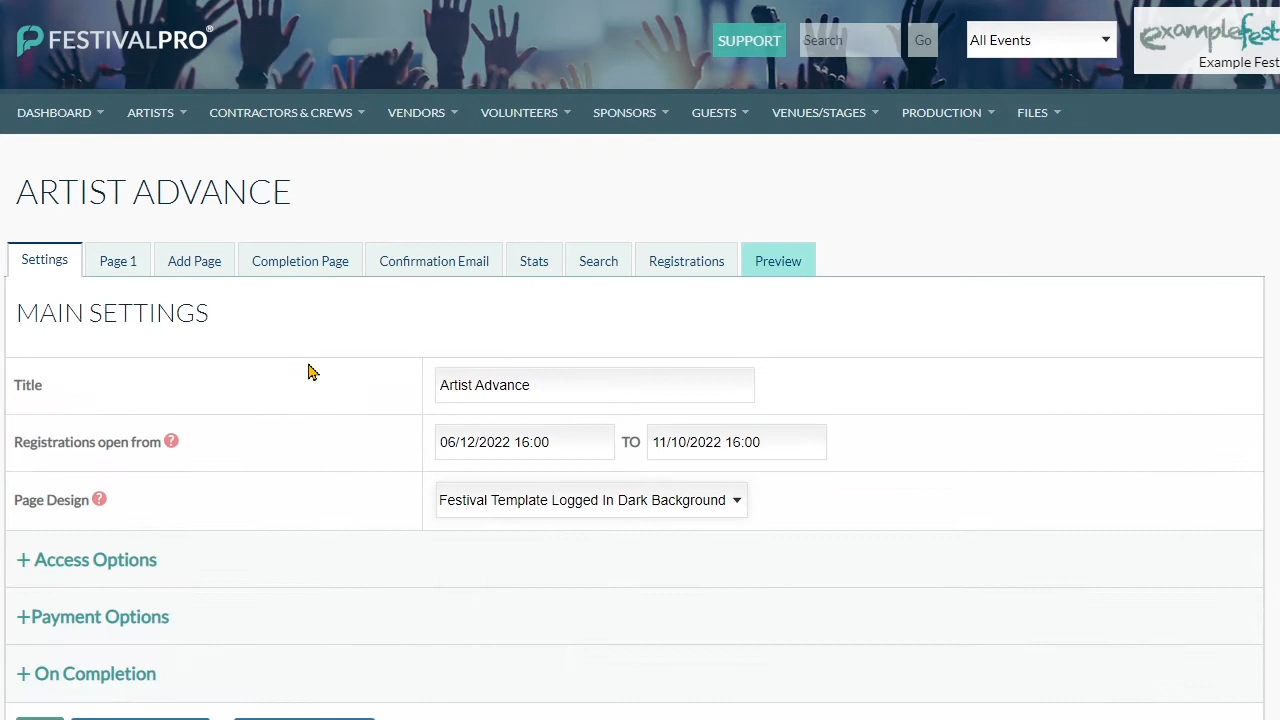 FESTIVALPRO®
SUPPORT
Search
Go
All Events
examplefest
Example Fest
DASHBOARD
ARTISTS
CONTRACTORS & CREWS
VENDORS
VOLUNTEERS
SPONSORS
GUESTS
VENUES/STAGES
PRODUCTION
FILES
ARTIST ADVANCE
Settings
Page 1
Add Page
Completion Page
Confirmation Email
Stats
Search
Registrations
Preview
MAIN SETTINGS
Title
Artist Advance
Registrations open from ?
06/12/2022 16:00 TO 11/10/2022 16:00
Page Design ?
Festival Template Logged In Dark Background
+ Access Options
+Payment Options
+ On Completion